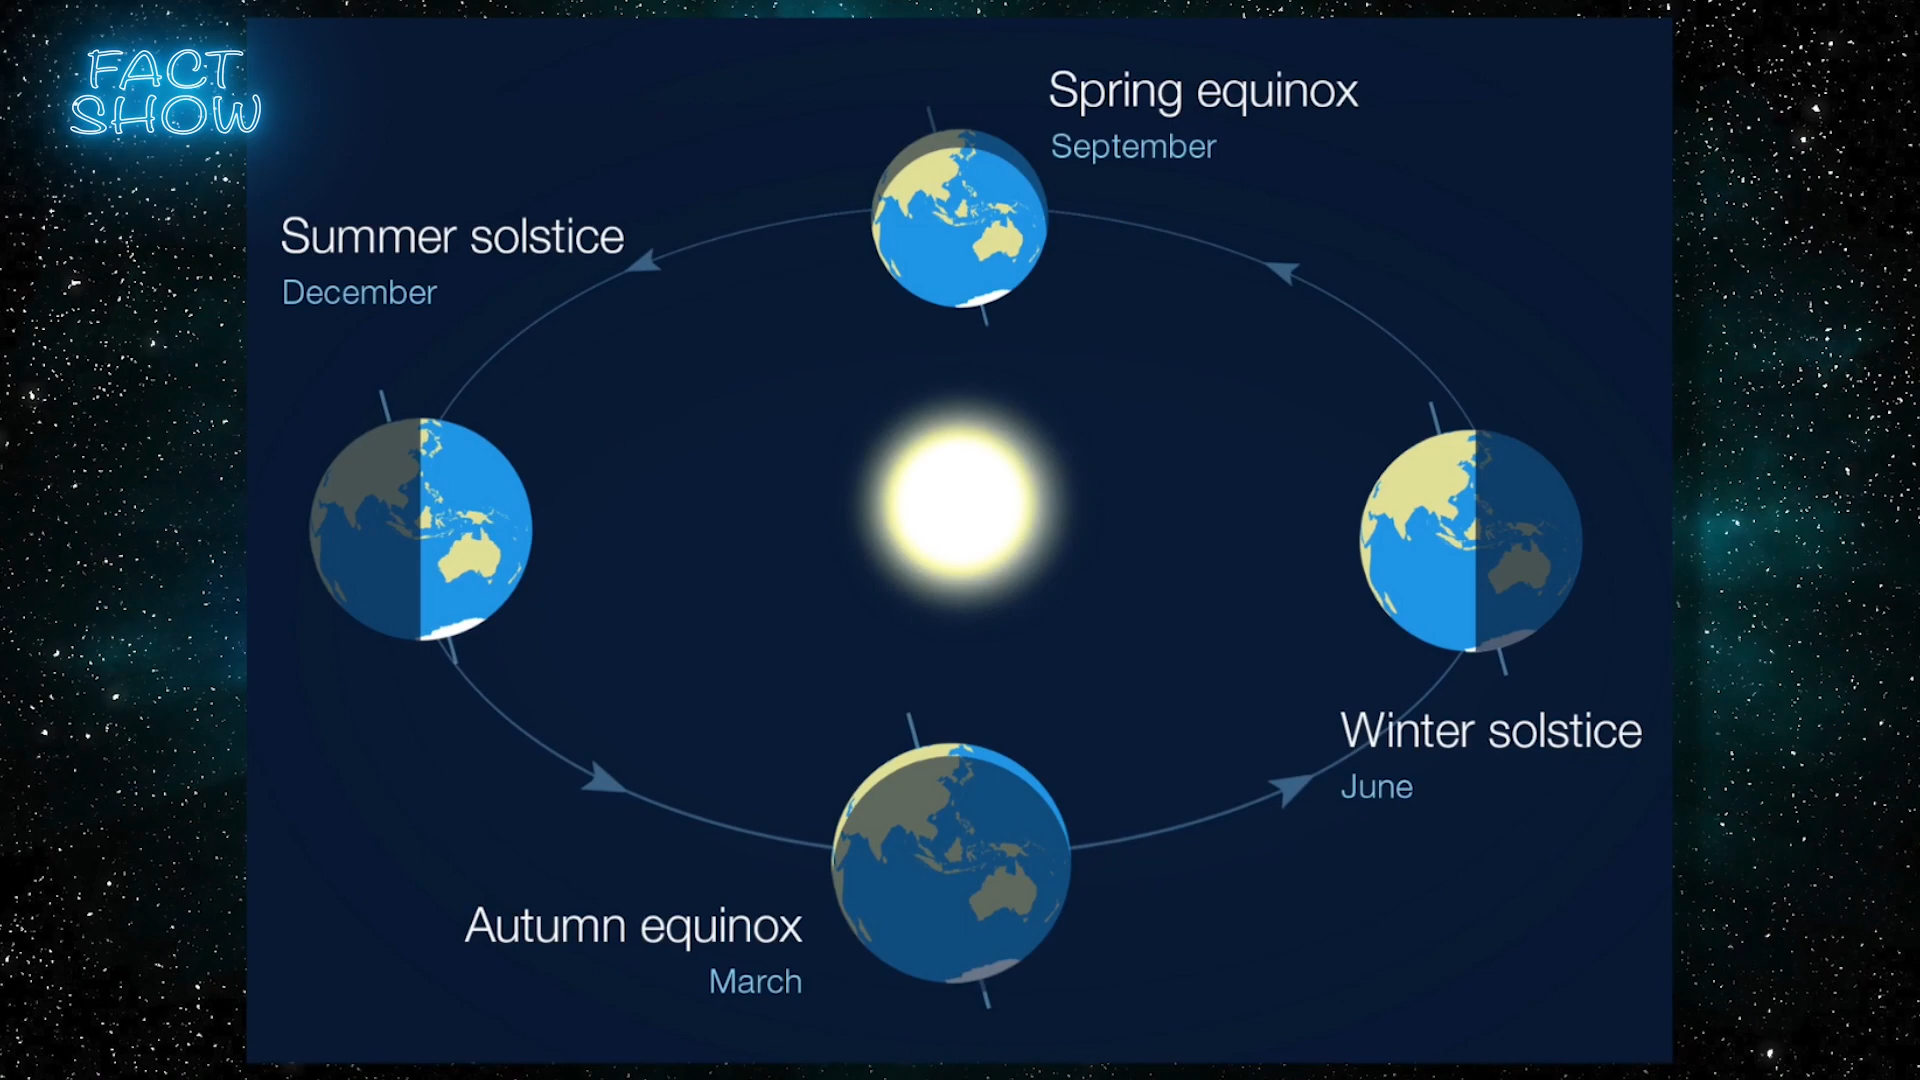 FACT
SHOW
Spring equinox
September
Summer solstice
December
Winter solstice
June
Autumn equinox
March